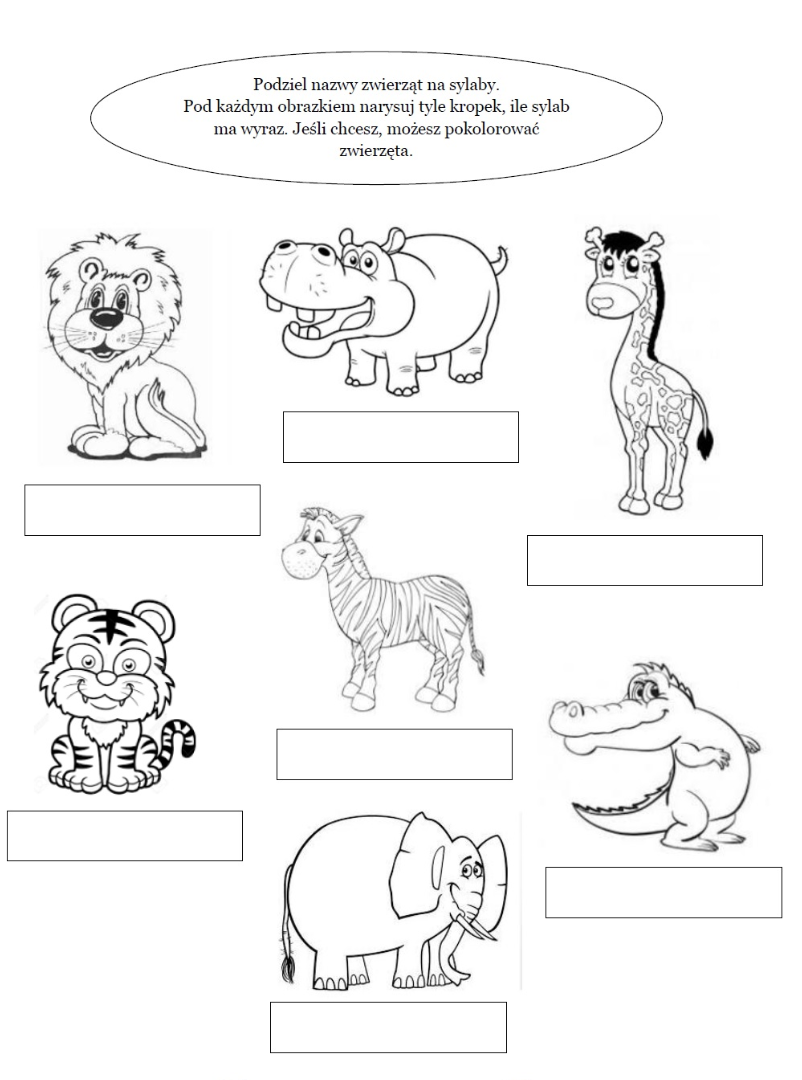 Podziel nazwy zwierząt na sylaby.
Pod każdym obrazkiem narysuj tyle kropek, ile sylab
ma wyraz. Jeśli chcesz, możesz pokolorować
zwierzęta.